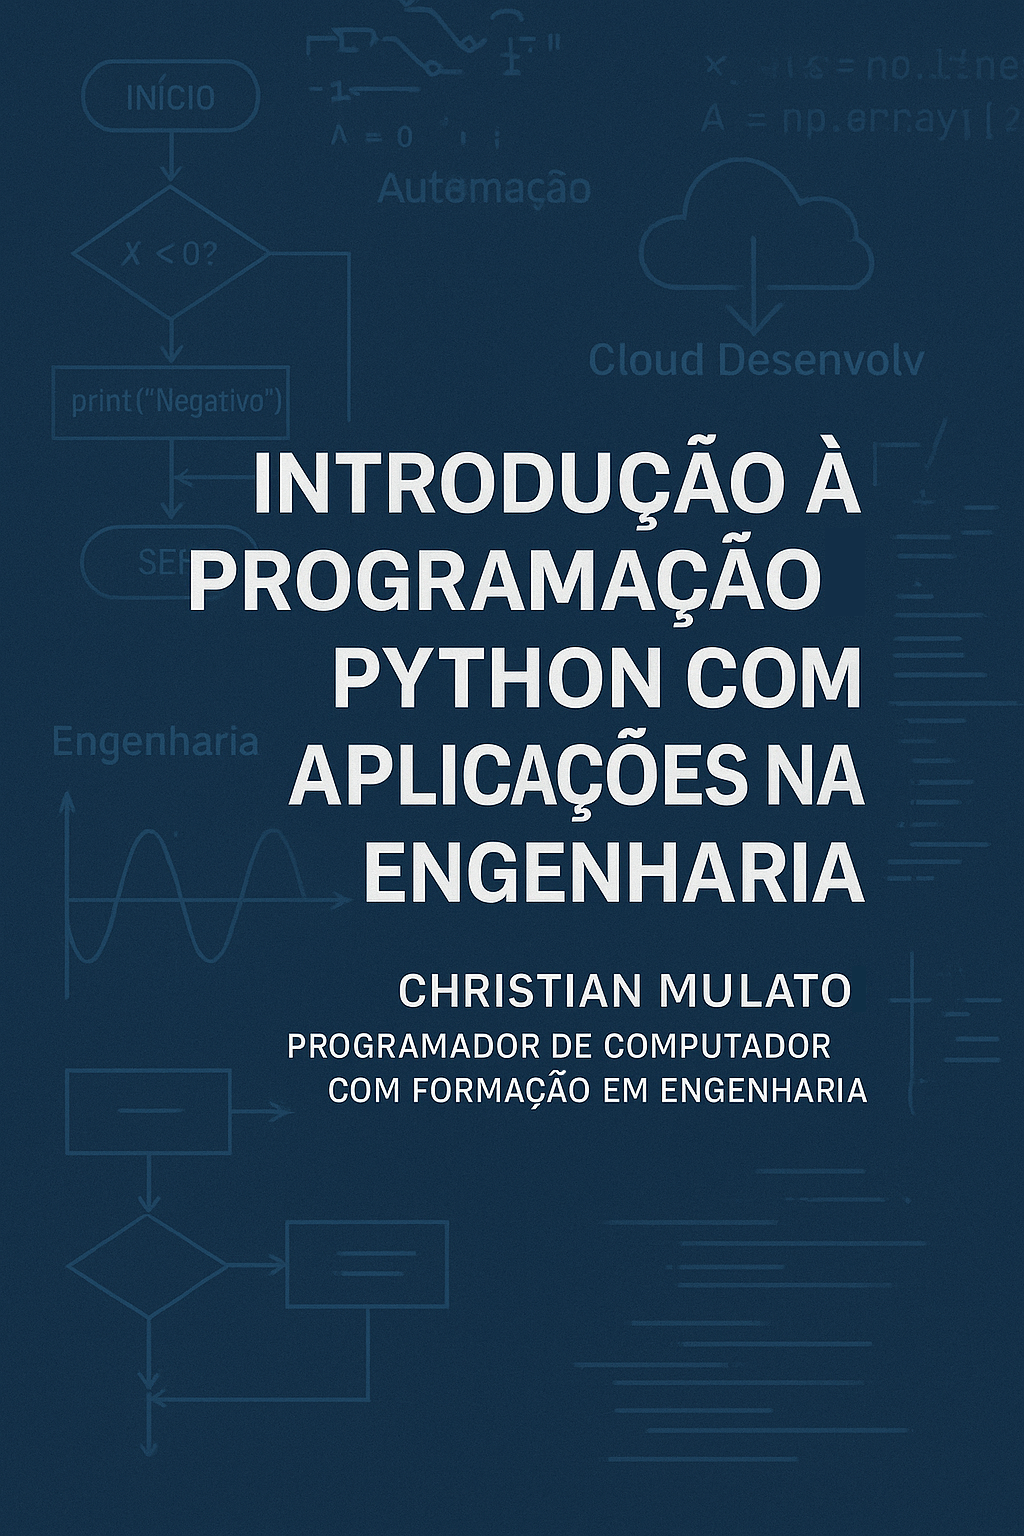 INÍCIO
Λ = 0
Automação
X < 0?
Cloud Desenvolv
print("Negativo")
INTRODUÇÃO À
PROGRAMAÇÃO
PYTHON COM
APLICAÇÕES NA
ENGENHARIA
Engenharia
CHRISTIAN MULATO
PROGRAMADOR DE COMPUTADOR
COM FORMAÇÃO EM ENGENHARIA